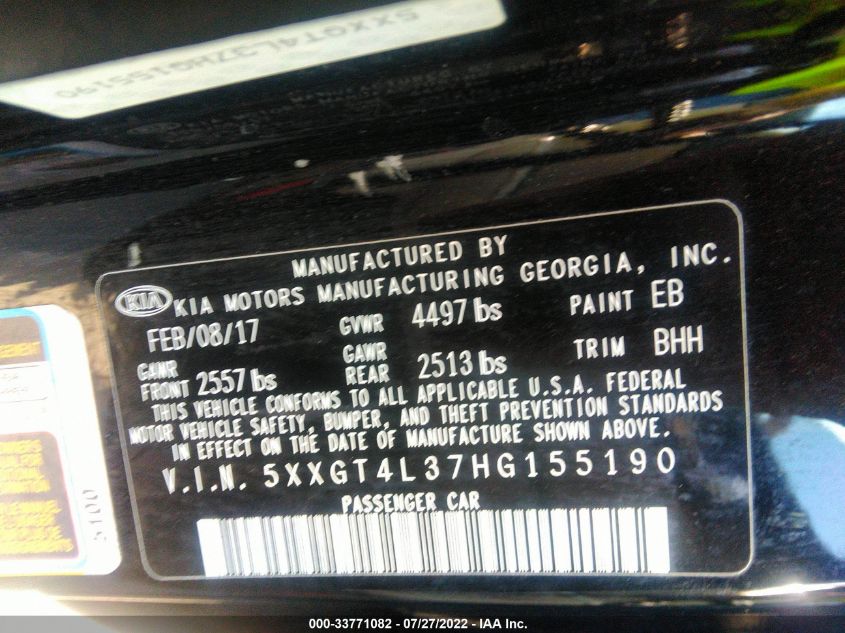 5XXGT4L37HG155190
MANUFACTURED BY
KIA KIA MOTORS MANUFACTURING GEORGIA, INC.
FEB/08/17 GVWR 4497 lbs PAINT EB
GAWR FRONT 2557 lbs GAWR REAR 2513 lbs TRIM BHH
THIS VEHICLE CONFORMS TO ALL APPLICABLE U.S.A. FEDERAL
MOTOR VEHICLE SAFETY, BUMPER, AND THEFT PREVENTION STANDARDS
IN EFFECT ON THE DATE OF MANUFACTURE SHOWN ABOVE.
V.I.N. 5XXGT4L37HG155190
PASSENGER CAR
000-33771082 / 07/27/2022 - IAA Inc.